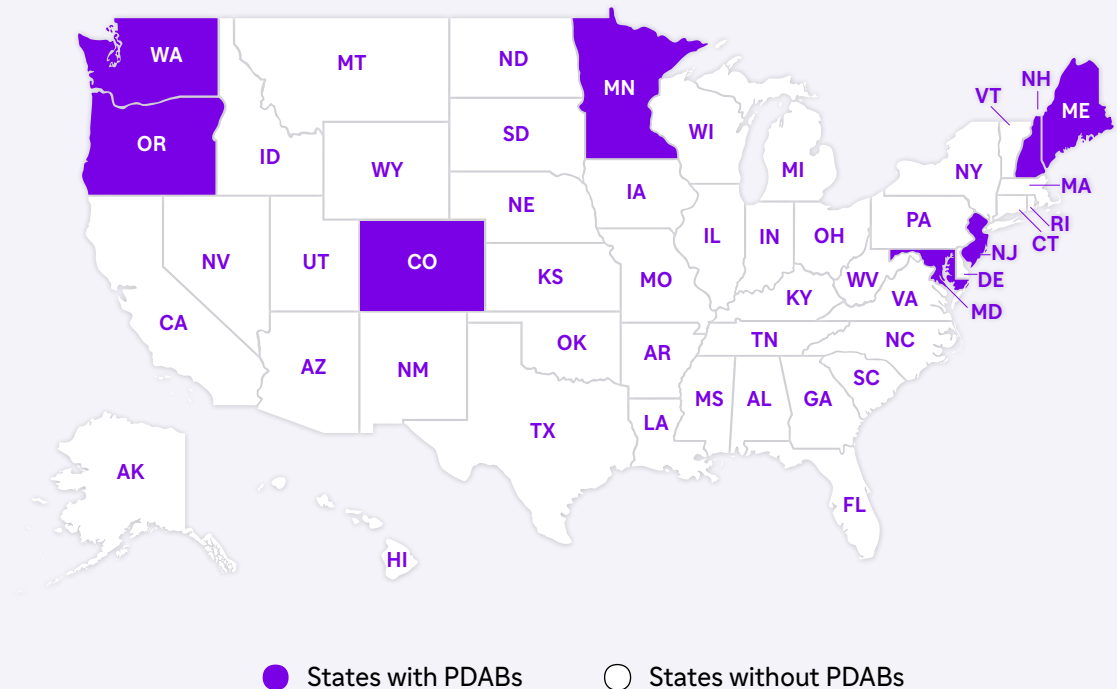 WA
MT
ND
MN
NH
VT
ME
OR
SD
WI
ID
WY
MI
NY
MA
NE
IA
PA
RI
CT
NV
UT
CO
IL
IN
OH
NJ
KS
MO
WV
DE
KY
VA
MD
CA
OK
TN
NC
AZ
NM
AR
SC
MS
AL
GA
TX
LA
AK
FL
HI
States with PDABs
States without PDABs